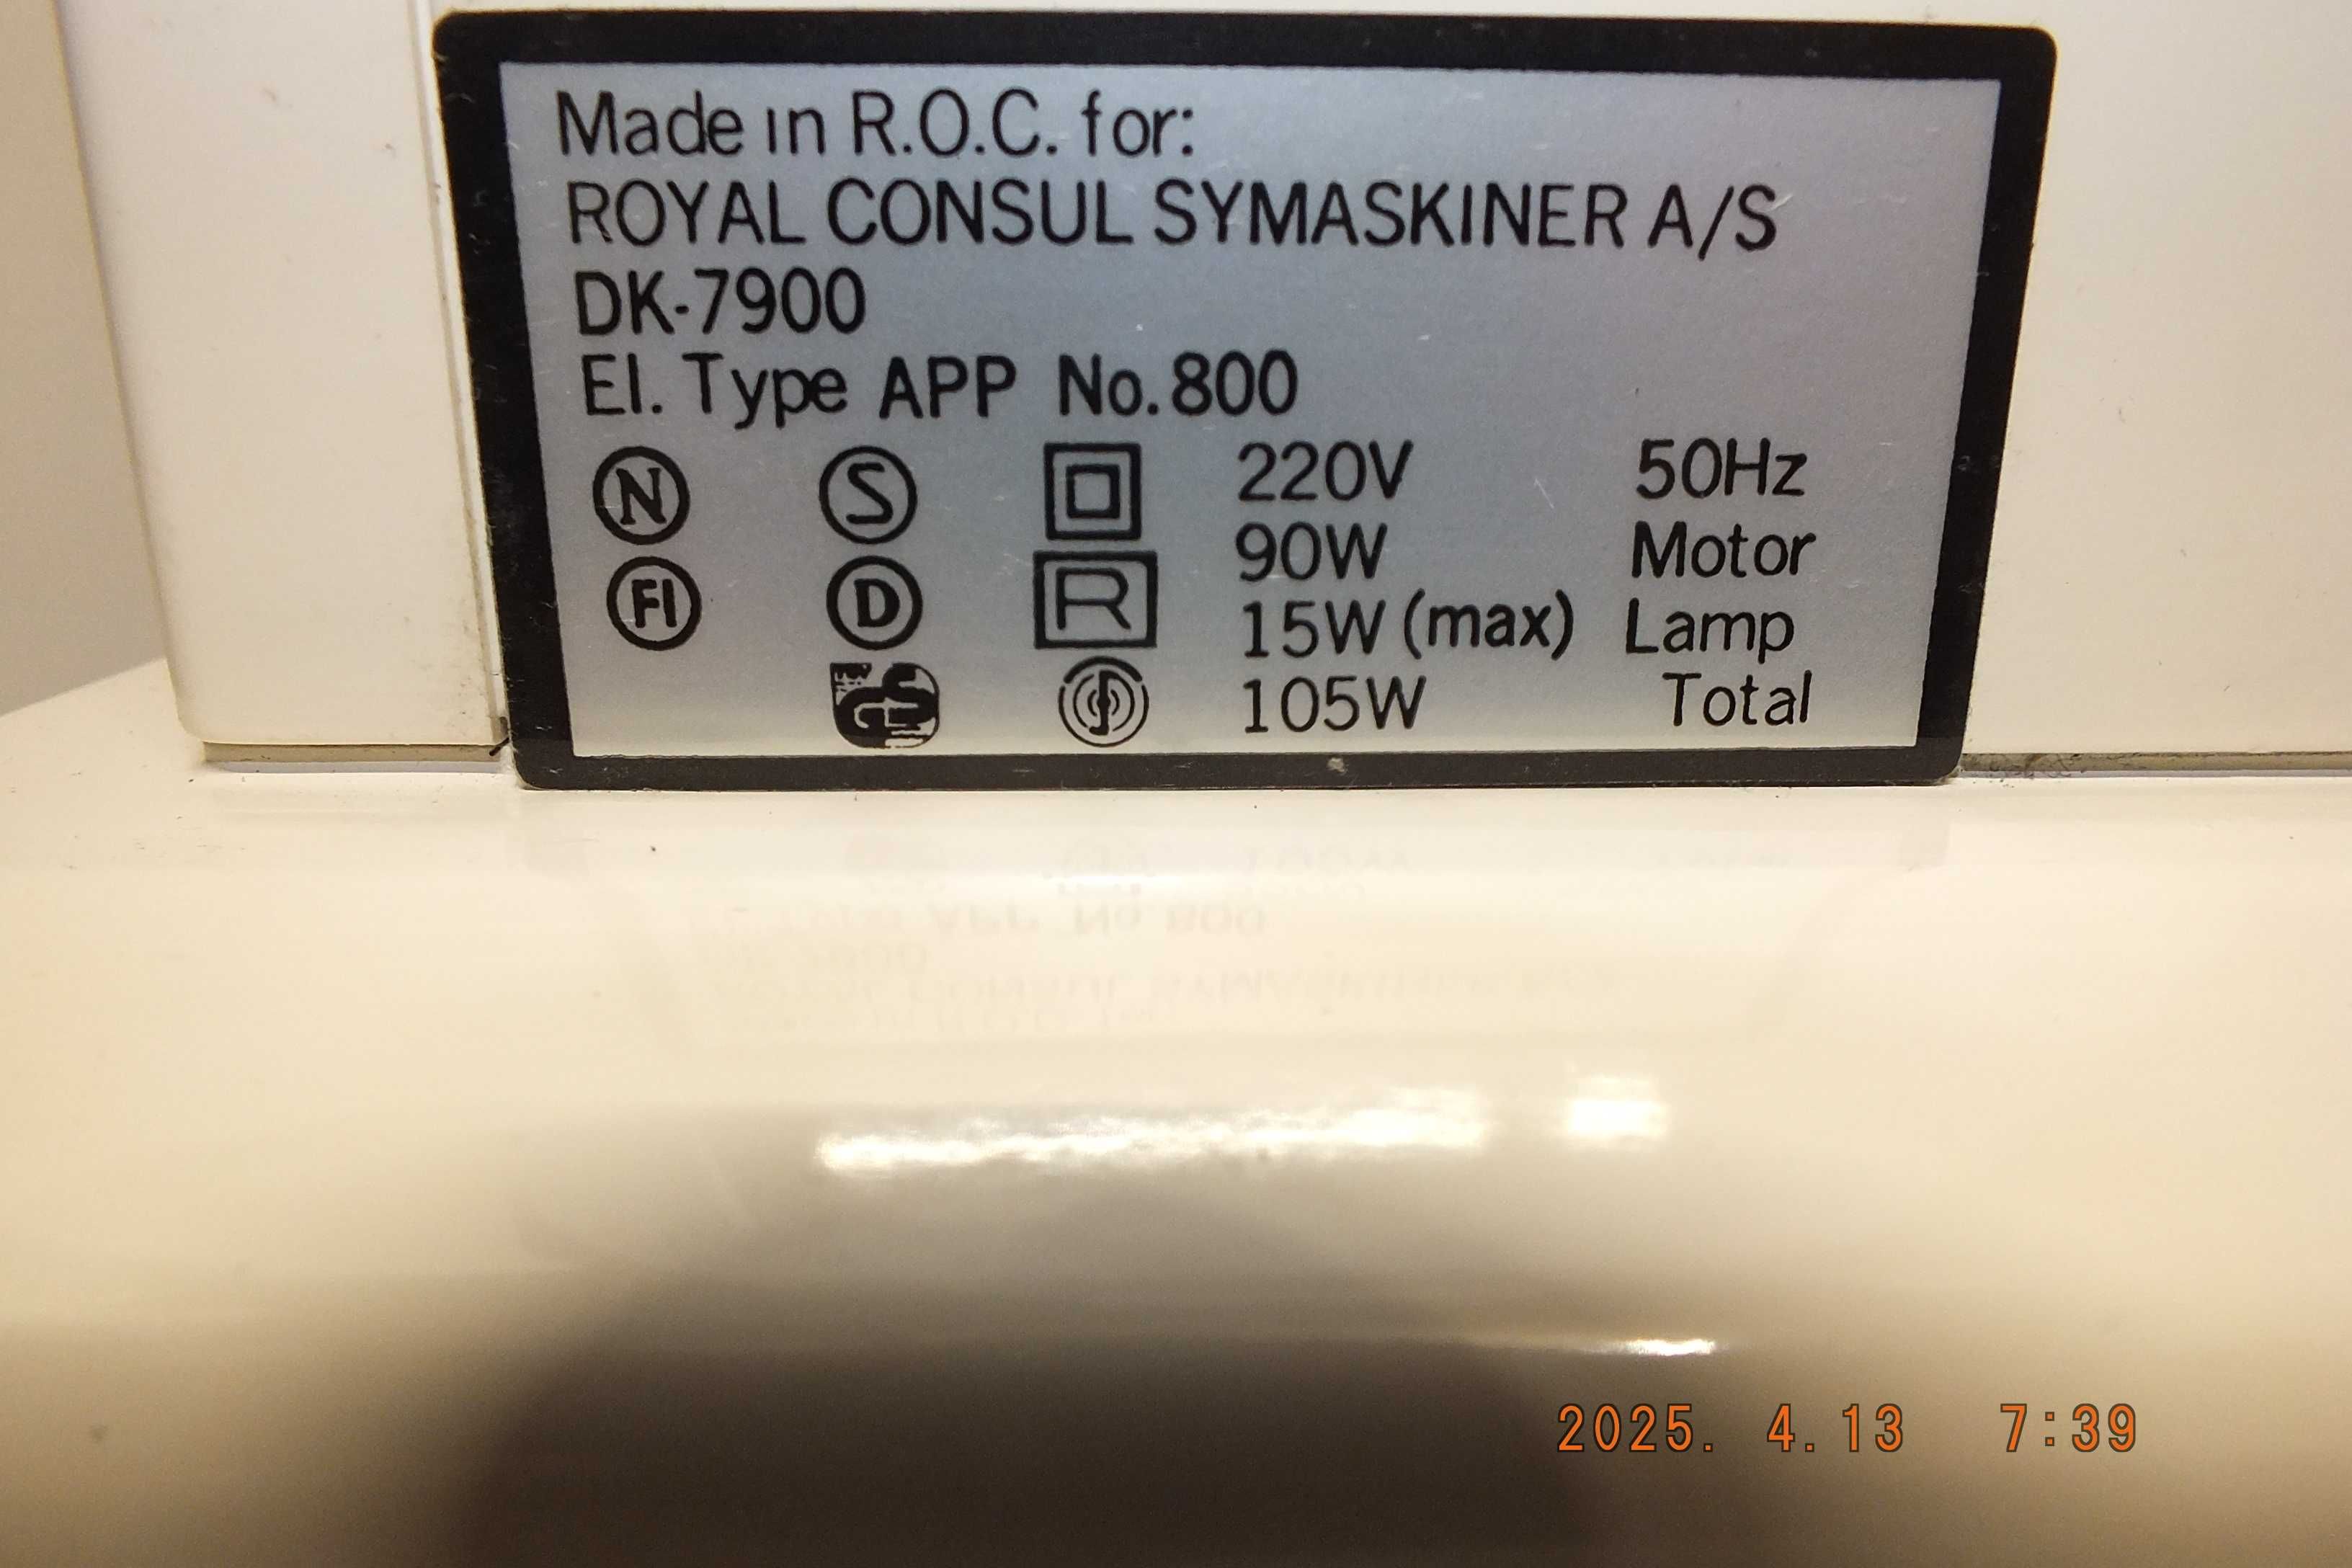 Made in R.O.C. for:
ROYAL CONSUL SYMASKINER A/S
DK-7900
El. Type APP No.800
N S 220V 50Hz
FI D R 90W Motor
15W (max) Lamp
GS 105W Total
2025. 4.13 7:39